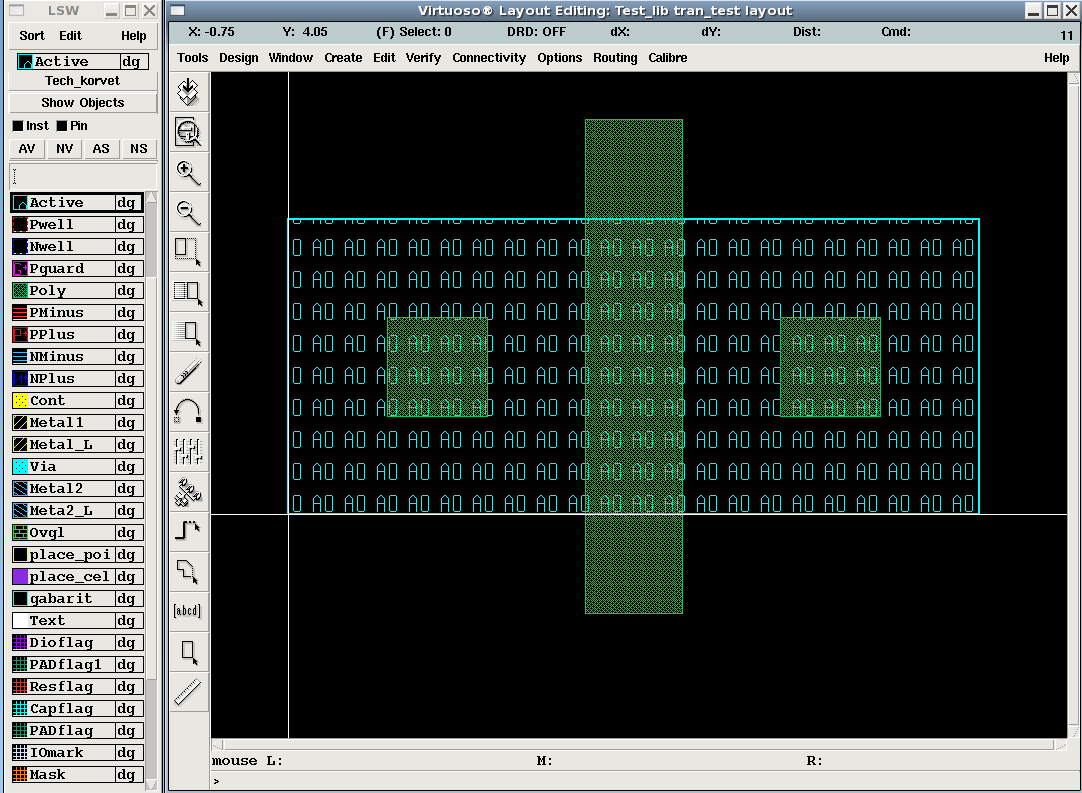 LSW
Sort Edit Help
Active dg
Tech_korvet
Show Objects
Inst Pin
AV NV AS NS
Active dg
Pwell dg
Nwell dg
Pguard dg
Poly dg
PMinus dg
PPlus dg
NMinus dg
NPlus dg
Cont dg
Metal1 dg
Metal_L dg
Via dg
Metal2 dg
Meta2_L dg
Ovgl dg
place_poi dg
place_cel dg
gabarit dg
Text dg
Dioflag dg
PADflag1 dg
Resflag dg
Capflag dg
PADflag dg
IOmark dg
Mask dg
Virtuoso® Layout Editing: Test_lib tran_test layout
X: -0.75 Y: 4.05 (F) Select: 0 DRD: OFF dX: dY: Dist: Cmd: 11
Tools Design Window Create Edit Verify Connectivity Options Routing Calibre Help
[abcd]
mouse L: M: R:
>